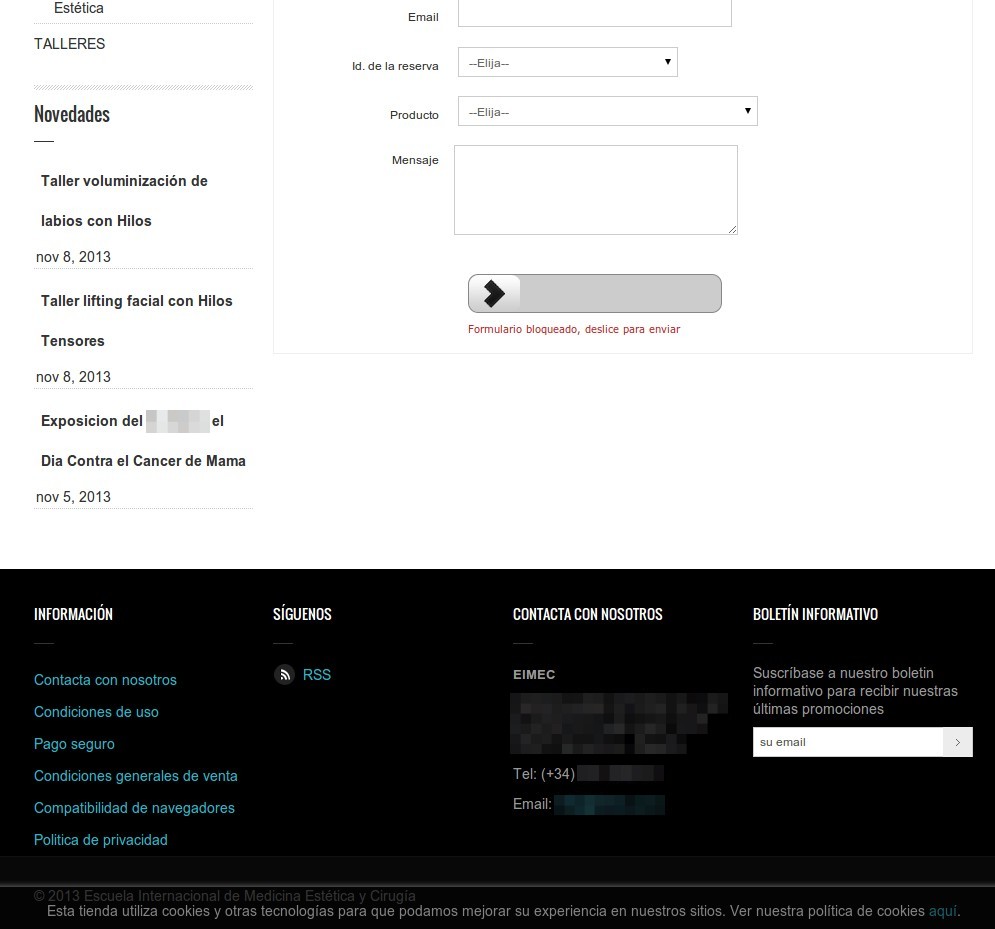 Estética
TALLERES
Novedades
Taller voluminización de
labios con Hilos
nov 8, 2013
Taller lifting facial con Hilos
Tensores
nov 8, 2013
Exposicion del el
Dia Contra el Cancer de Mama
nov 5, 2013
Email
Id. de la reserva
--Elija--
Producto
--Elija--
Mensaje
Formulario bloqueado, deslice para enviar
INFORMACIÓN
Contacta con nosotros
Condiciones de uso
Pago seguro
Condiciones generales de venta
Compatibilidad de navegadores
Politica de privacidad
SÍGUENOS
RSS
CONTACTA CON NOSOTROS
EIMEC
Tel: (+34)
Email:
BOLETÍN INFORMATIVO
Suscríbase a nuestro boletin
informativo para recibir nuestras
últimas promociones
su email
© 2013 Escuela Internacional de Medicina Estética y Cirugía
Esta tienda utiliza cookies y otras tecnologías para que podamos mejorar su experiencia en nuestros sitios. Ver nuestra política de cookies aquí.